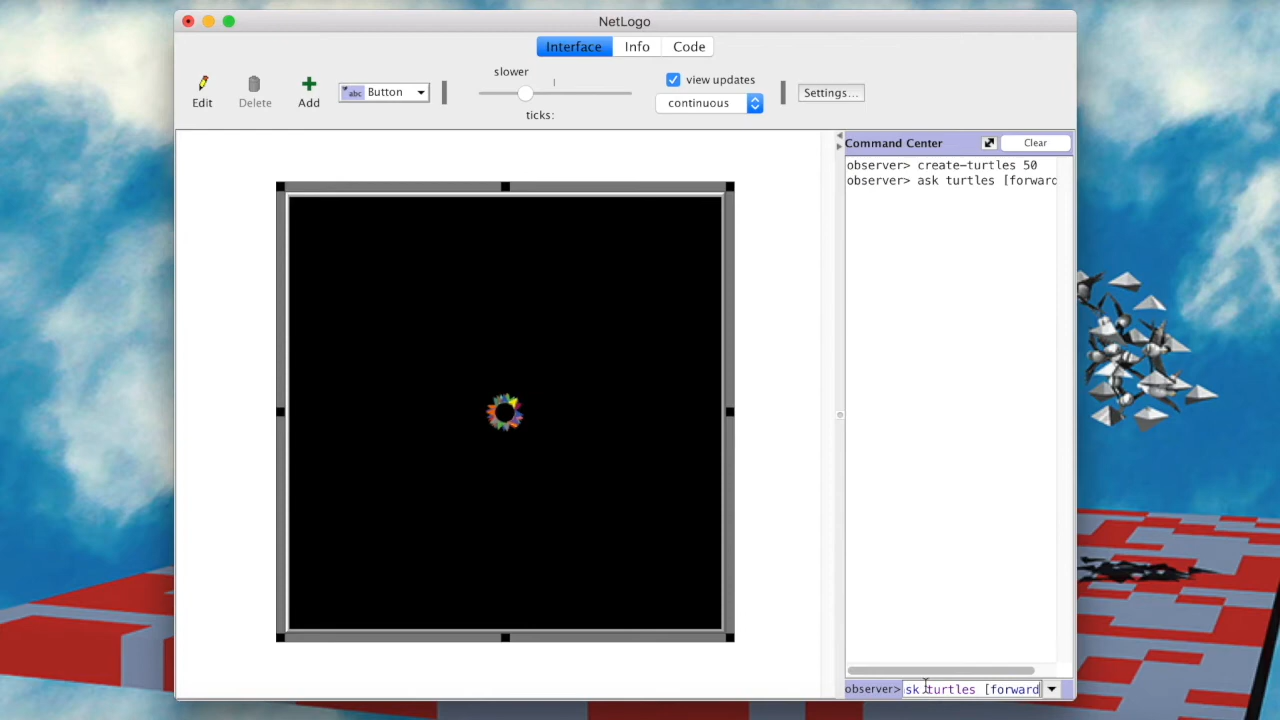 NetLogo
Interface Info Code
slower
view updates
Edit Delete Add abc Button continuous Settings...
ticks:
Command Center Clear
observer> create-turtles 50
observer> ask turtles [forward
observer> sk turtles [forward